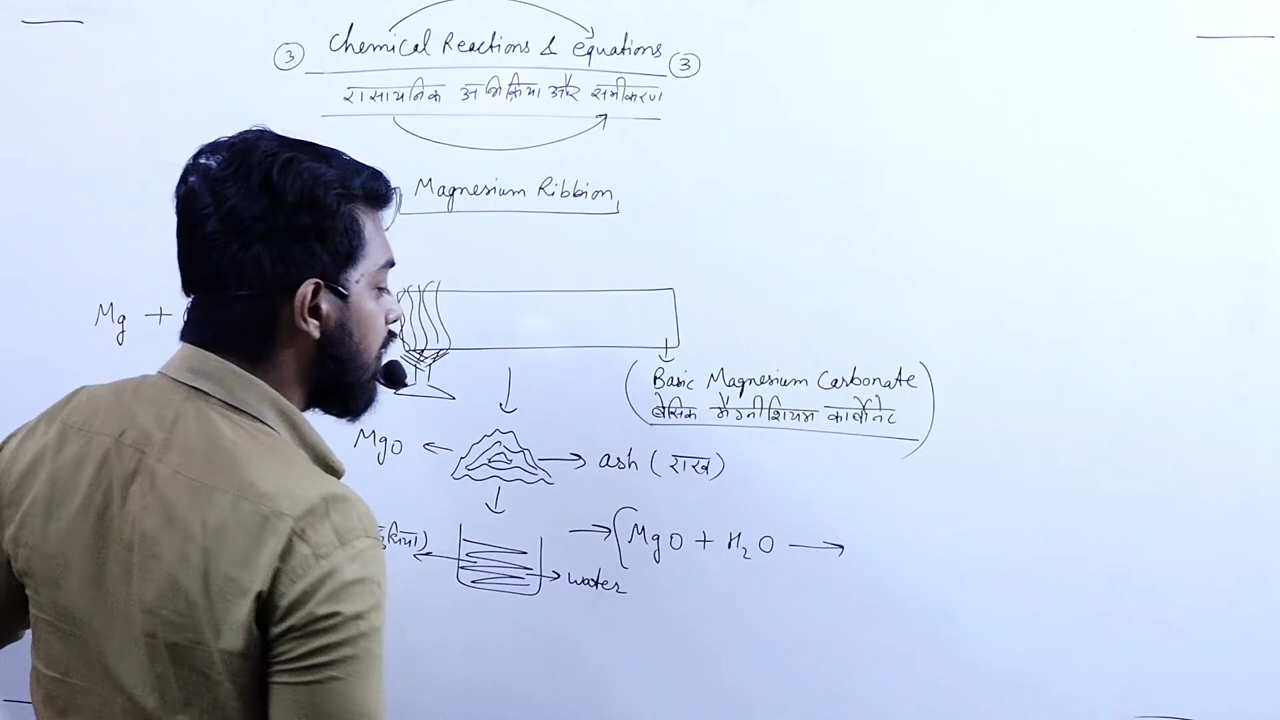 ③ Chemical Reactions & equations ③
रासायनिक अभिक्रिया और समीकरण
Magnesium Ribbion
Mg +
Basic Magnesium Carbonate
बेसिक मैग्नीशियम कार्बोनेट
MgO
ash (राख)
MgO + H₂O
water